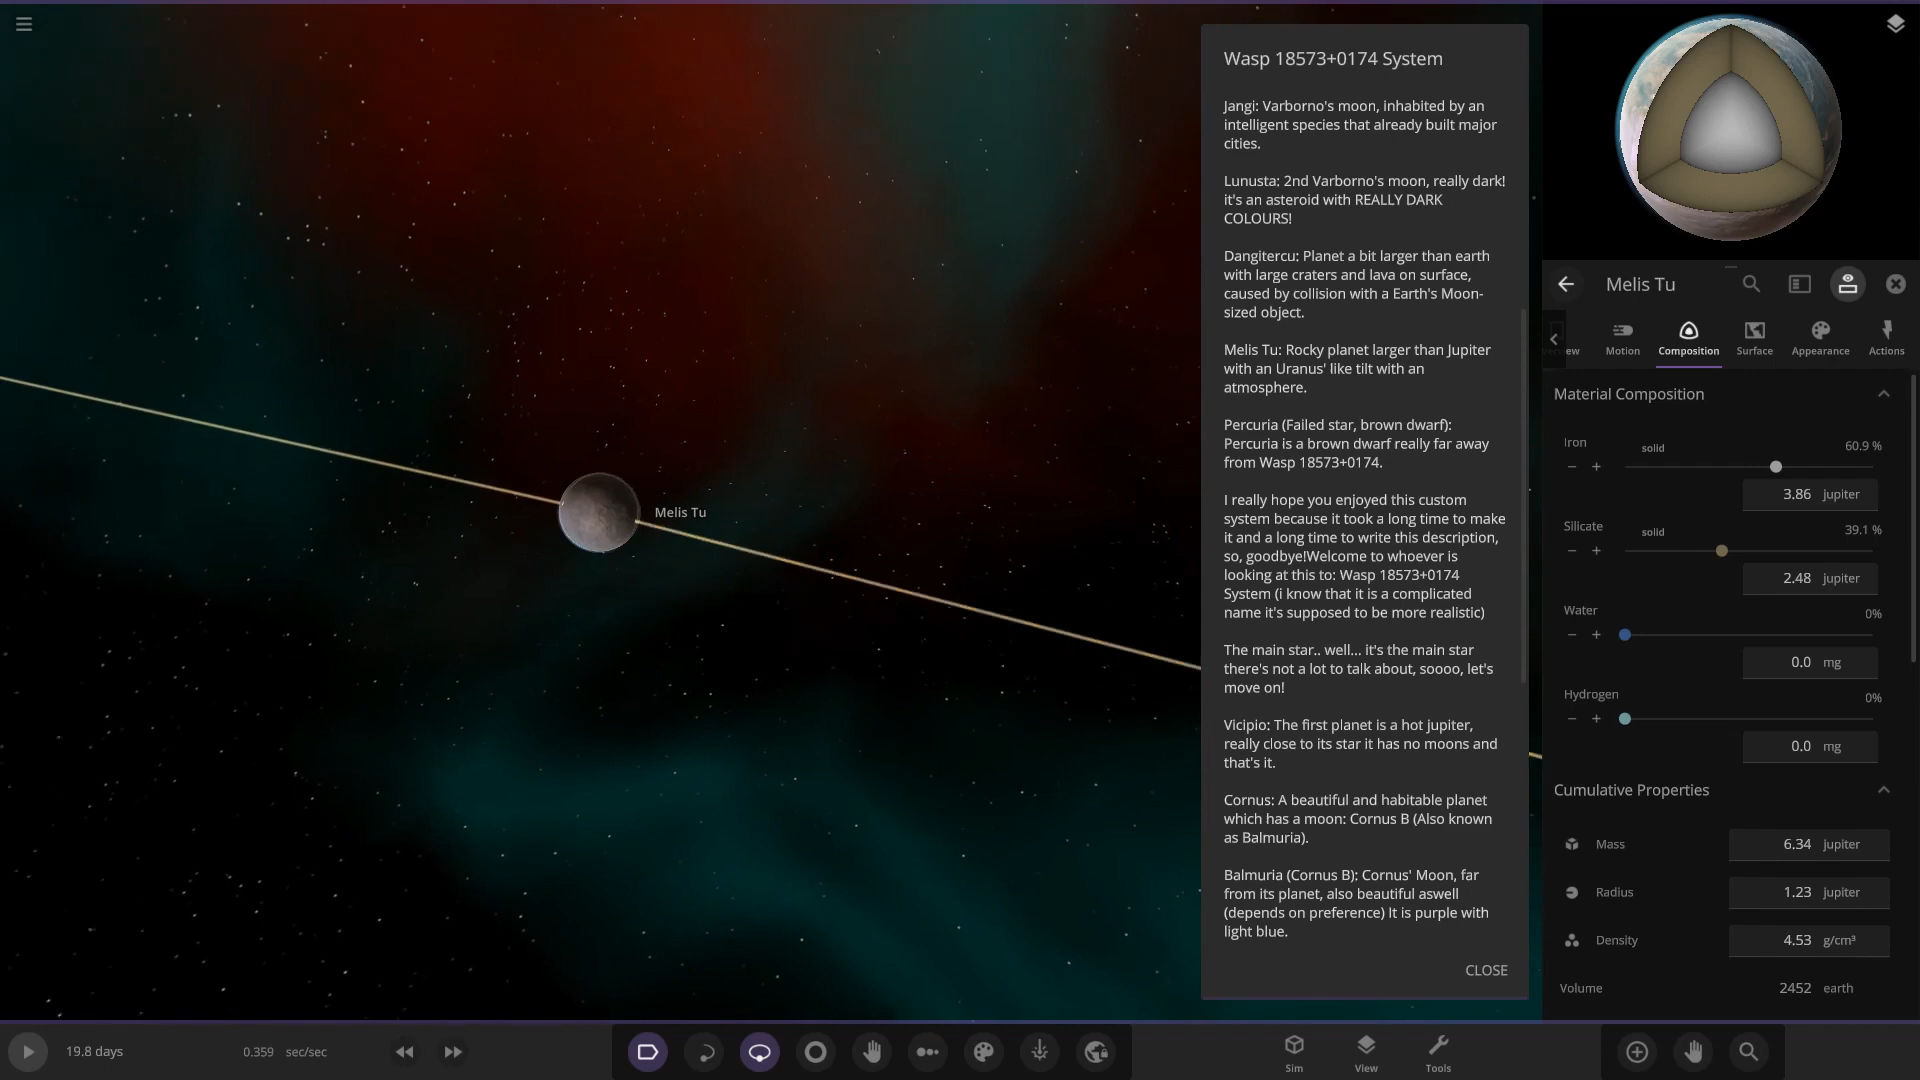 Wasp 18573+0174 System
Jangi: Varborno's moon, inhabited by an
intelligent species that already built major
cities.
Lunusta: 2nd Varborno's moon, really dark!
it's an asteroid with REALLY DARK
COLOURS!
Dangitercu: Planet a bit larger than earth
with large craters and lava on surface,
caused by collision with a Earth's Moon-
sized object.
Melis Tu: Rocky planet larger than Jupiter
with an Uranus' like tilt with an
atmosphere.
Percuria (Failed star, brown dwarf):
Percuria is a brown dwarf really far away
from Wasp 18573+0174.
I really hope you enjoyed this custom
system because it took a long time to make
it and a long time to write this description,
so, goodbye!Welcome to whoever is
looking at this to: Wasp 18573+0174
System (i know that it is a complicated
name it's supposed to be more realistic)
The main star.. well... it's the main star
there's not a lot to talk about, soooo, let's
move on!
Vicipio: The first planet is a hot jupiter,
really close to its star it has no moons and
that's it.
Cornus: A beautiful and habitable planet
which has a moon: Cornus B (Also known
as Balmuria).
Balmuria (Cornus B): Cornus' Moon, far
from its planet, also beautiful aswell
(depends on preference) It is purple with
light blue.
CLOSE
Melis Tu
Melis Tu
Motion Composition Surface Appearance Actions
Material Composition
Iron solid 60.9 %
3.86 jupiter
Silicate solid 39.1 %
2.48 jupiter
Water 0%
0.0 mg
Hydrogen 0%
0.0 mg
Cumulative Properties
Mass 6.34 jupiter
Radius 1.23 jupiter
Density 4.53 g/cm³
Volume 2452 earth
19.8 days 0.359 sec/sec
Sim View Tools